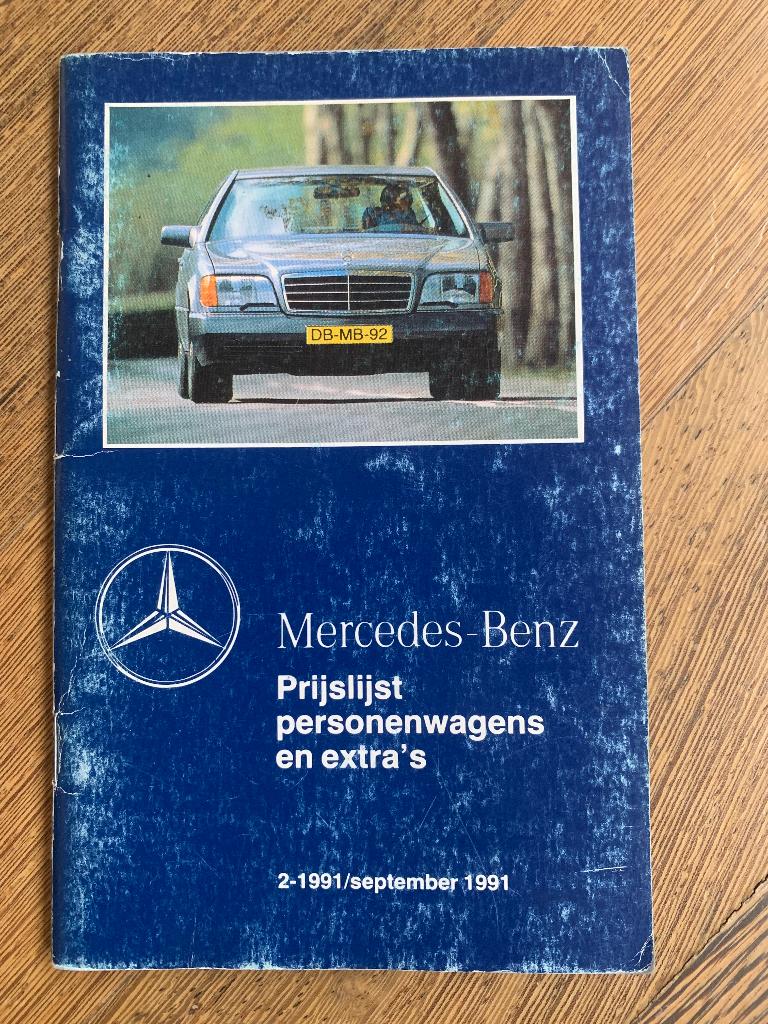 DB-MB-92
Mercedes-Benz
Prijslijst
personenwagens
en extra's
2-1991/september 1991